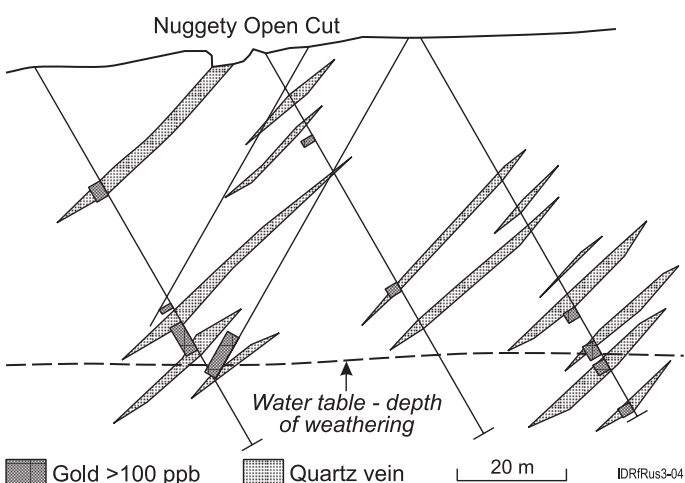 Nuggety Open Cut
Water table - depth
of weathering
Gold >100 ppb
Quartz vein
20 m
IDRfRus3-04